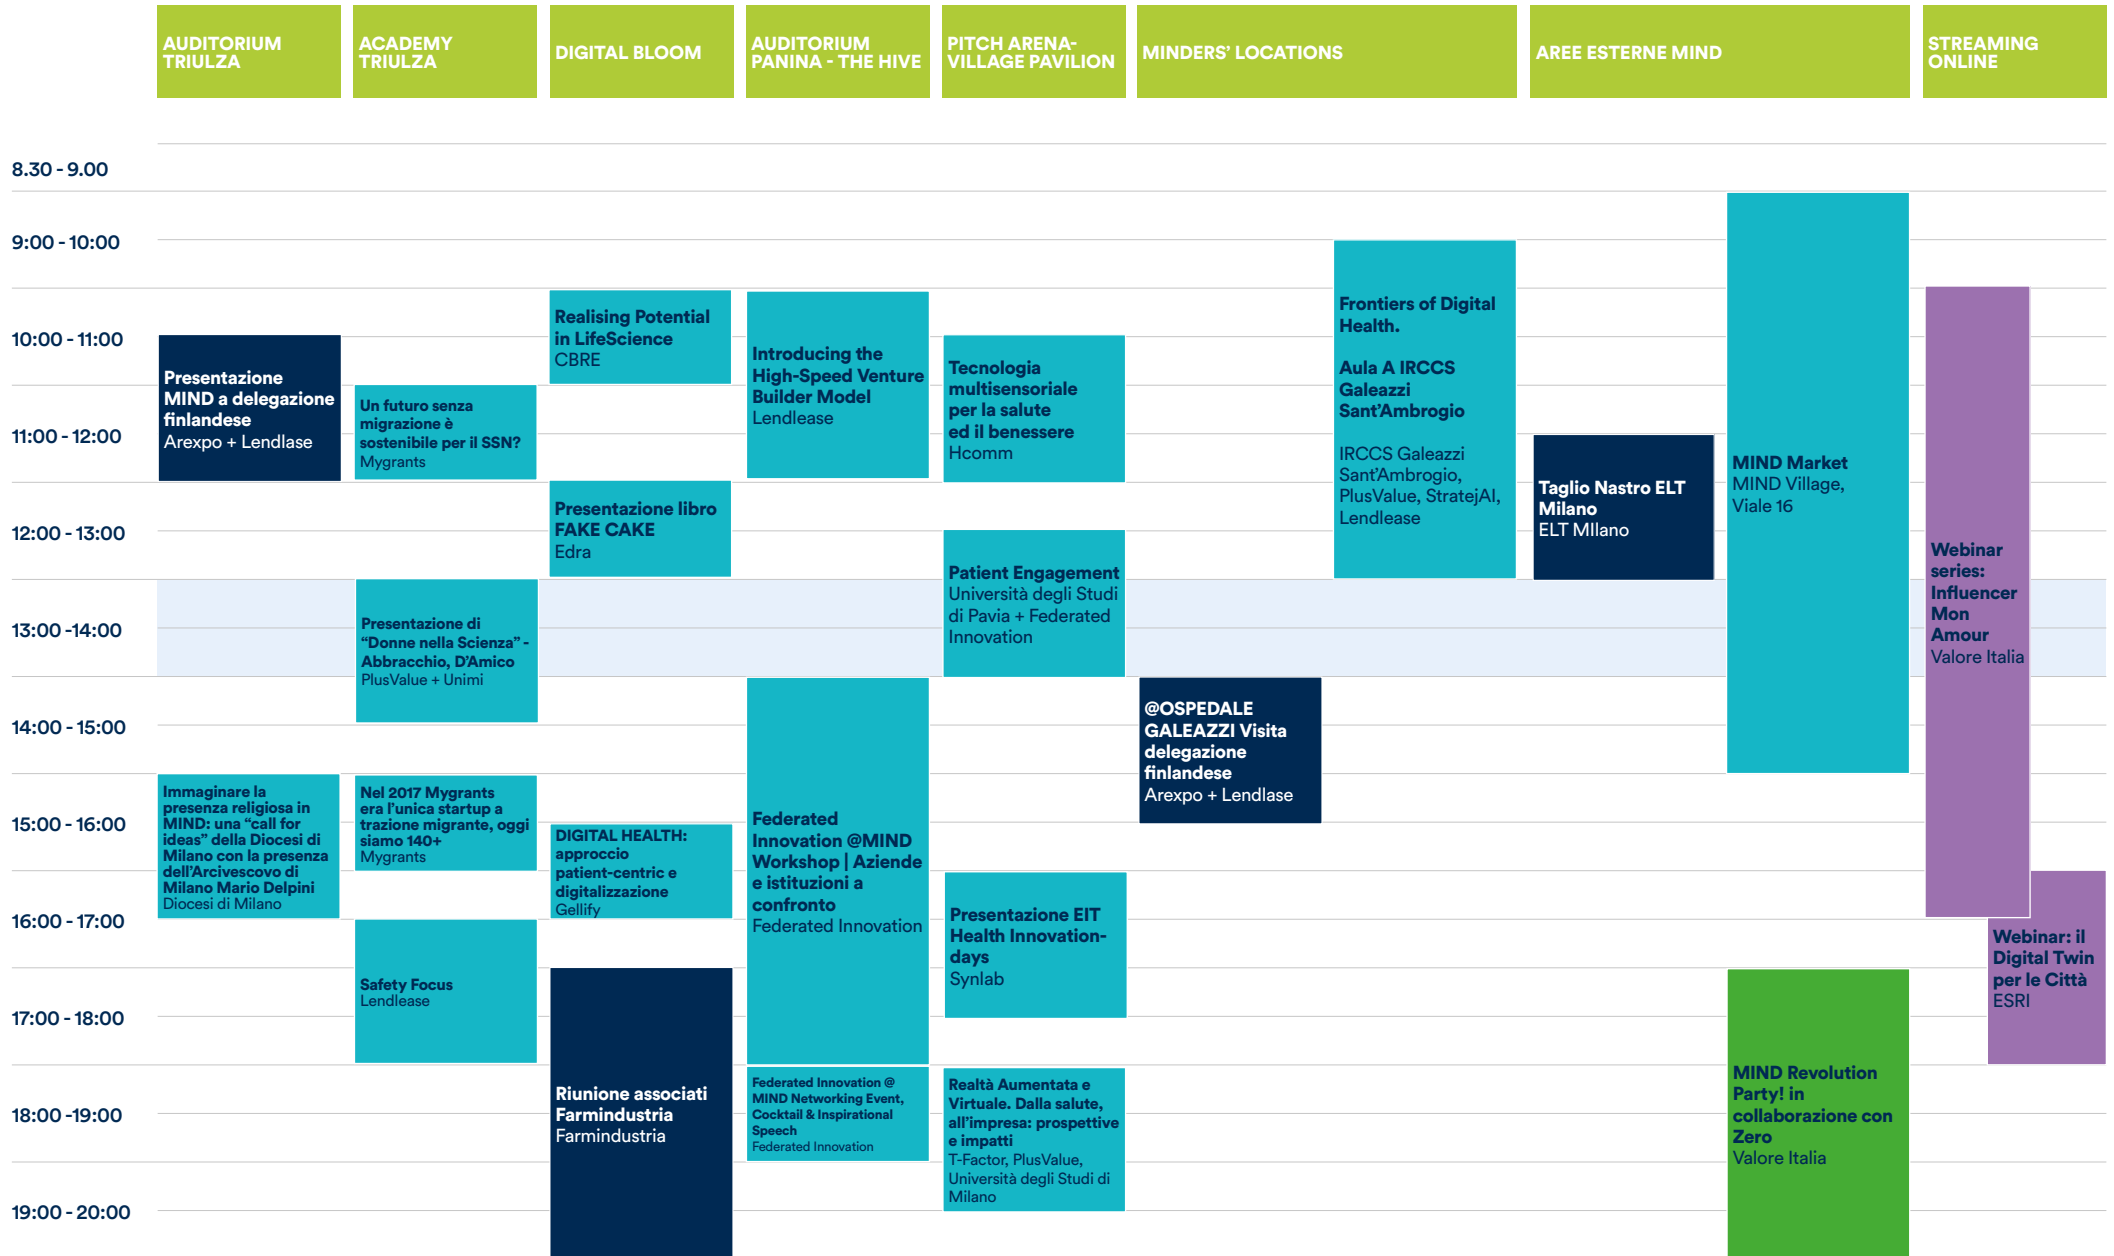 AUDITORIUM
TRIULZA
ACADEMY
TRIULZA
DIGITAL BLOOM
AUDITORIUM
PANINA - THE HIVE
PITCH ARENA-
VILLAGE PAVILION
MINDERS' LOCATIONS
AREE ESTERNE MIND
STREAMING
ONLINE
8.30 - 9.00
9:00 - 10:00
10:00 - 11:00
11:00 - 12:00
12:00 - 13:00
13:00 -14:00
14:00 - 15:00
15:00 - 16:00
16:00 - 17:00
17:00 - 18:00
18:00 -19:00
19:00 - 20:00
Presentazione
MIND a delegazione
finlandese
Arexpo + Lendlase
Immaginare la
presenza religiosa in
MIND: una “call for
ideas” della Diocesi di
Milano con la presenza
dell'Arcivescovo di
Milano Mario Delpini
Diocesi di Milano
Un futuro senza
migrazione è
sostenibile per il SSN?
Mygrants
Presentazione di
“Donne nella Scienza” -
Abbracchio, D'Amico
PlusValue + Unimi
Nel 2017 Mygrants
era l'unica startup a
trazione migrante, oggi
siamo 140+
Mygrants
Safety Focus
Lendlease
Realising Potential
in LifeScience
CBRE
Presentazione libro
FAKE CAKE
Edra
DIGITAL HEALTH:
approccio
patient-centric e
digitalizzazione
Gellify
Riunione associati
Farmindustria
Farmindustria
Introducing the
High-Speed Venture
Builder Model
Lendlease
Federated
Innovation @MIND
Workshop | Aziende
e istituzioni a
confronto
Federated Innovation
Federated Innovation @
MIND Networking Event,
Cocktail & Inspirational
Speech
Federated Innovation
Tecnologia
multisensoriale
per la salute
ed il benessere
Hcomm
Patient Engagement
Università degli Studi
di Pavia + Federated
Innovation
Presentazione EIT
Health Innovation-
days
Synlab
Realtà Aumentata e
Virtuale. Dalla salute,
all'impresa: prospettive
e impatti
T-Factor, PlusValue,
Università degli Studi di
Milano
@OSPEDALE
GALEAZZI Visita
delegazione
finlandese
Arexpo + Lendlase
Frontiers of Digital
Health.
Aula A IRCCS
Galeazzi
Sant'Ambrogio
IRCCS Galeazzi
Sant'Ambrogio,
PlusValue, StratejAI,
Lendlease
Taglio Nastro ELT
Milano
ELT MIlano
MIND Market
MIND Village,
Viale 16
MIND Revolution
Party! in
collaborazione con
Zero
Valore Italia
Webinar
series:
Influencer
Mon
Amour
Valore Italia
Webinar: il
Digital Twin
per le Città
ESRI